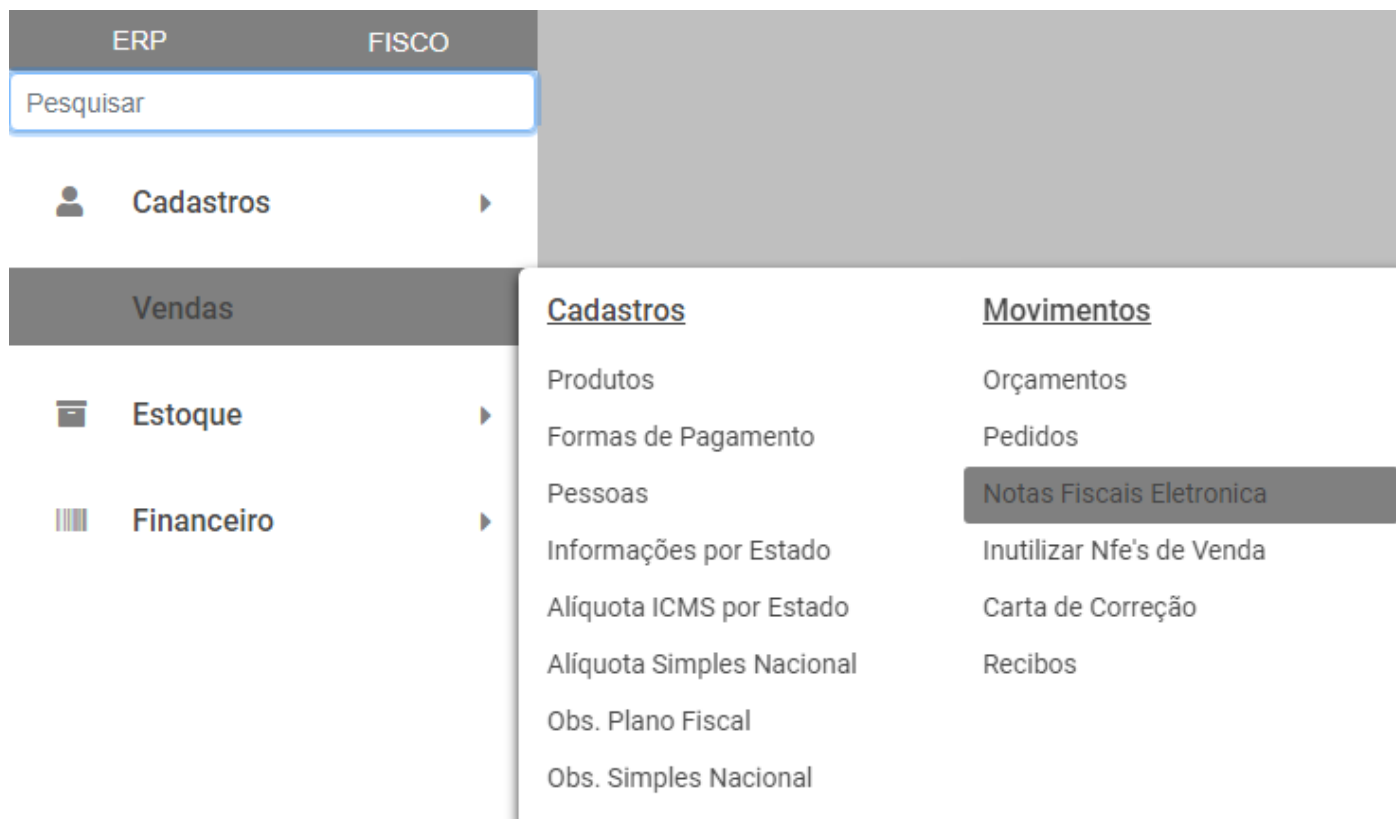 ERP FISCO
Pesquisar
Cadastros
Vendas
Estoque
Financeiro
Cadastros
Produtos
Formas de Pagamento
Pessoas
Informações por Estado
Alíquota ICMS por Estado
Alíquota Simples Nacional
Obs. Plano Fiscal
Obs. Simples Nacional
Movimentos
Orçamentos
Pedidos
Notas Fiscais Eletronica
Inutilizar Nfe's de Venda
Carta de Correção
Recibos